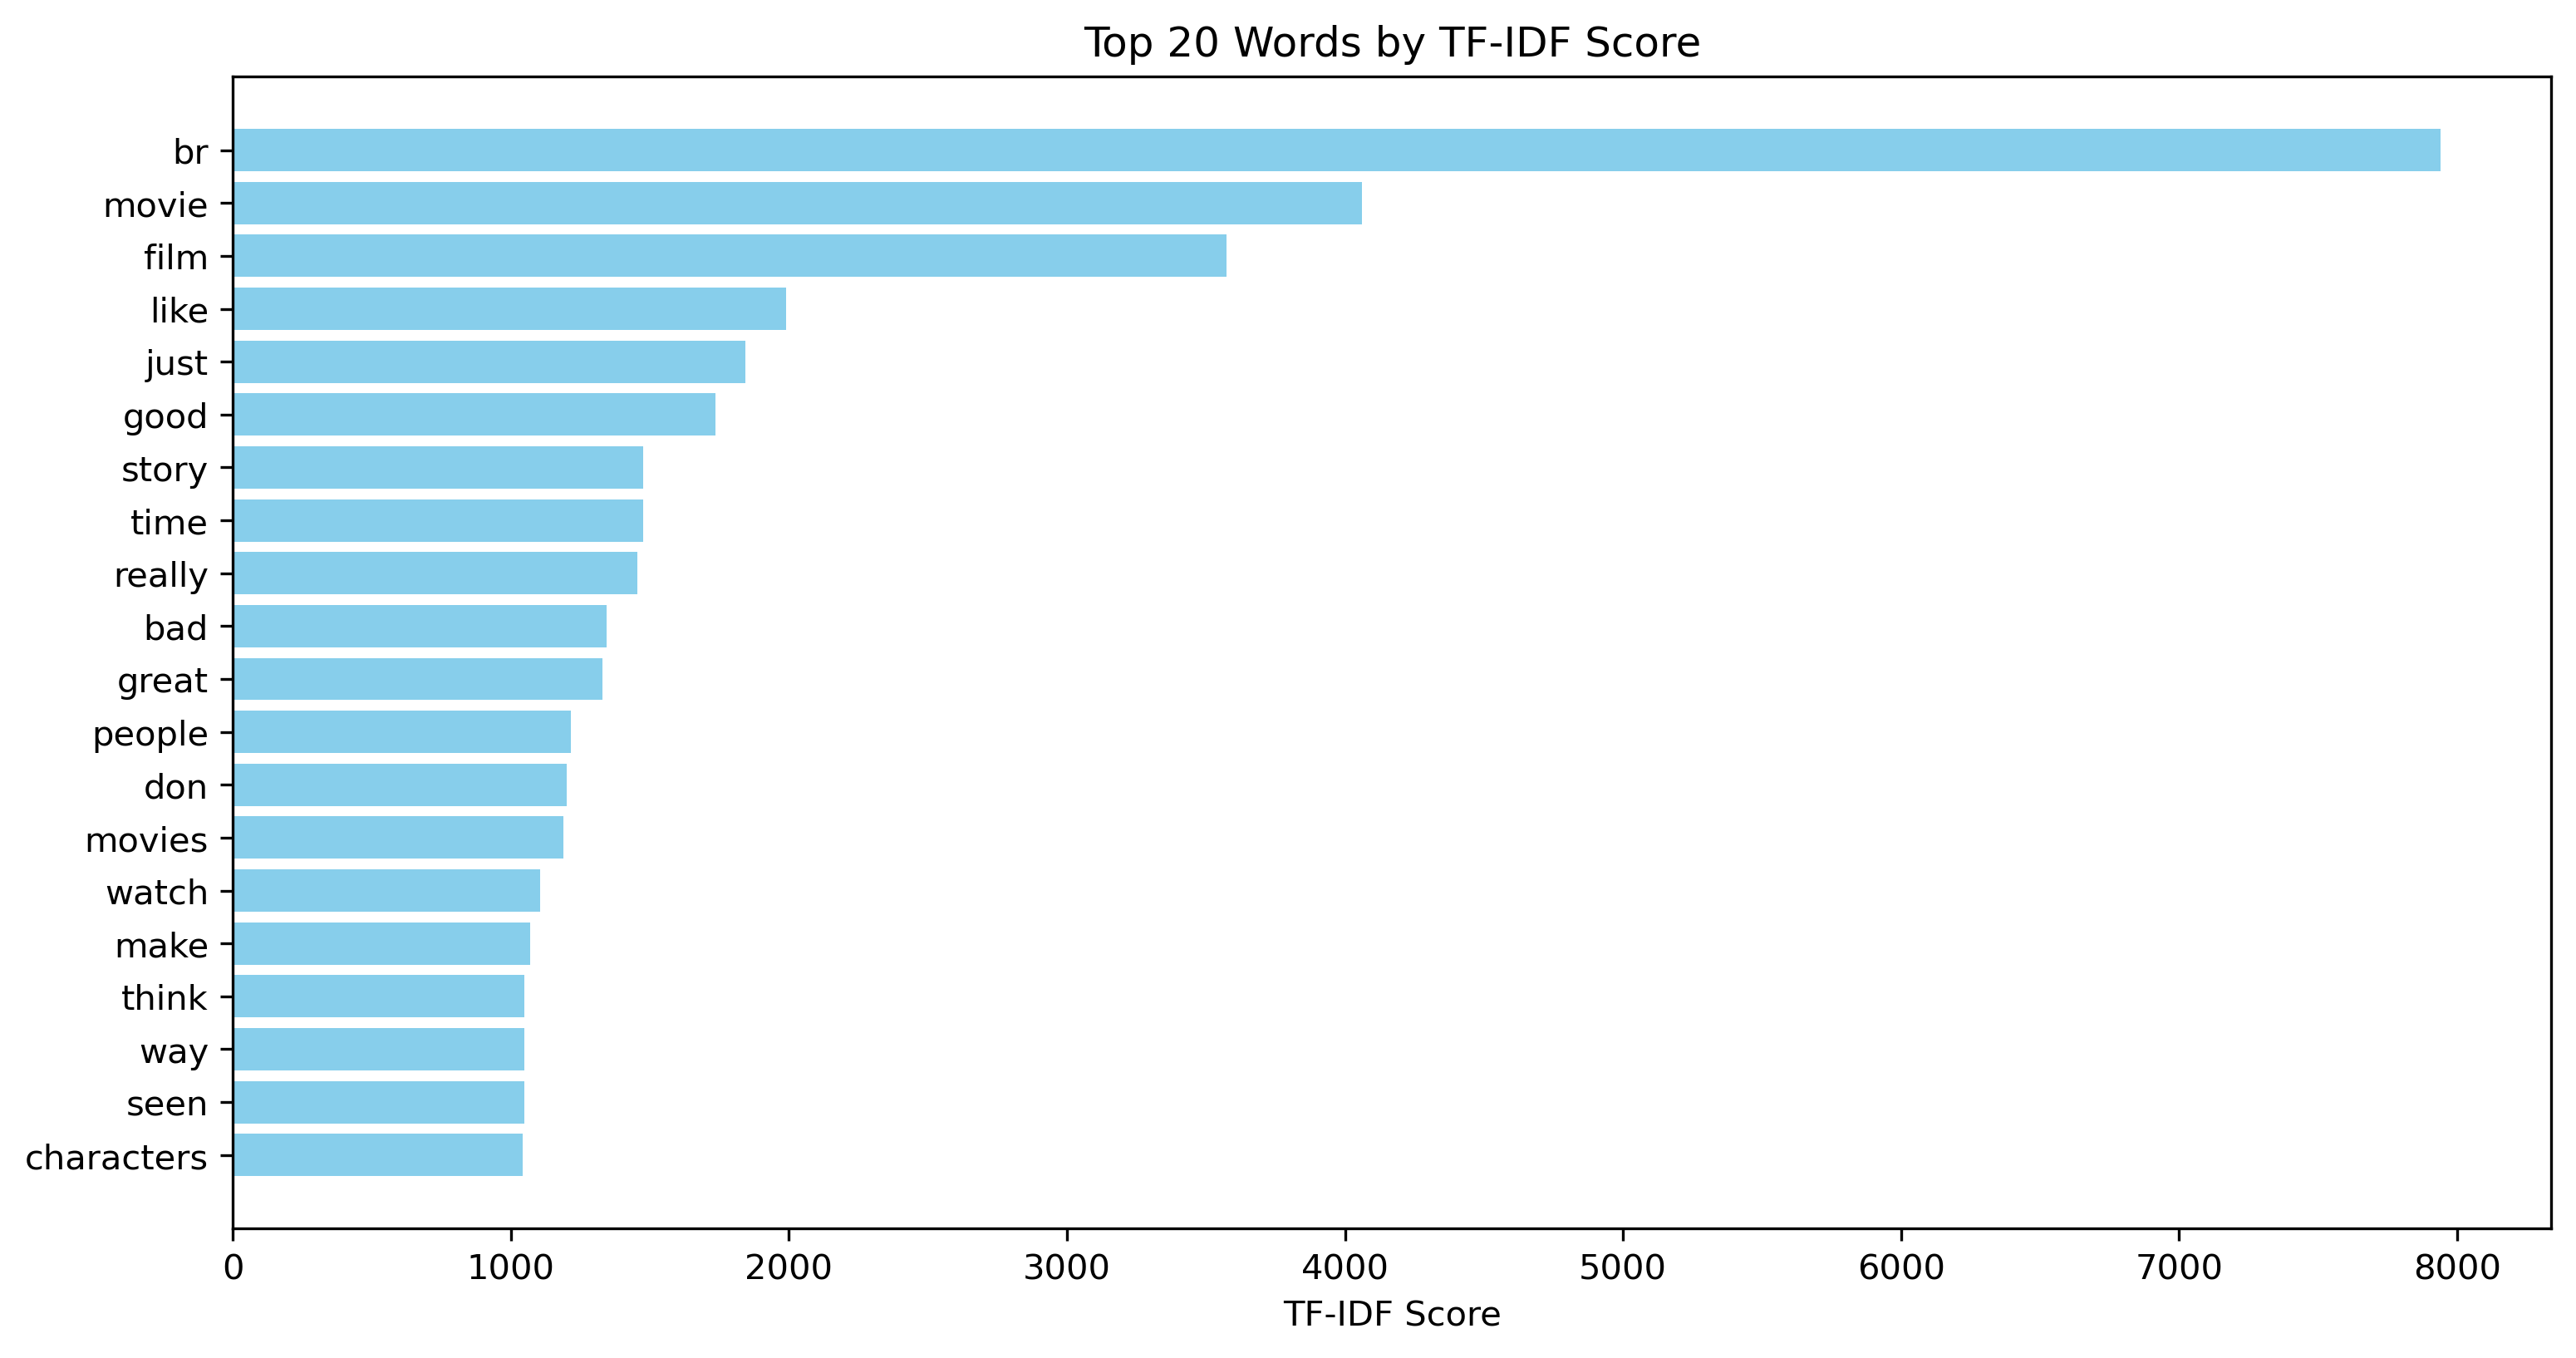 Top 20 Words by TF-IDF Score
br
movie
film
like
just
good
story
time
really
bad
great
people
don
movies
watch
make
think
way
seen
characters
0 1000 2000 3000 4000 5000 6000 7000 8000
TF-IDF Score